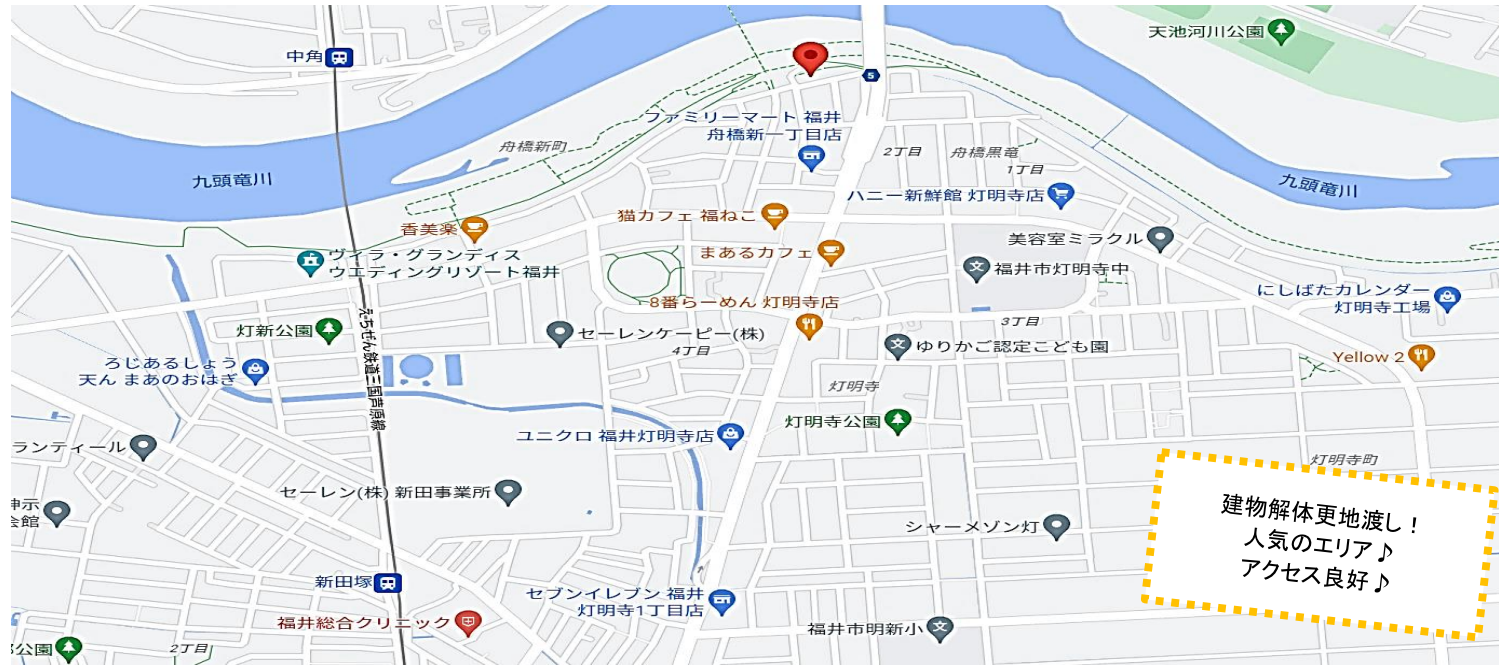 天池河川公園
中角
5
ファミリーマート 福井
舟橋新一丁目店
舟橋新町
2丁目
舟橋黒竜
1丁目
九頭竜川
九頭竜川
ハニー新鮮館 灯明寺店
猫カフェ 福ねこ
香美楽
美容室ミラクル
ヴィラ・グランディス
ウエディングリゾート福井
まあるカフェ
福井市灯明寺中
にしばたカレンダー
灯明寺工場
8番らーめん 灯明寺店
灯新公園
セーレンケーピー(株)
3丁目
4丁目
ゆりかご認定こども園
Yellow 2
ろじあるしょう
天ん まあのおはぎ
えちぜん鉄道三国芦原線
灯明寺
灯明寺公園
ユニクロ 福井灯明寺店
ランティール
灯明寺町
セーレン(株) 新田事業所
神示
会館
シャーメゾン灯
建物解体更地渡し！
人気のエリア♪
アクセス良好♪
新田塚
セブンイレブン 福井
灯明寺1丁目店
福井総合クリニック
福井市明新小
公園
2丁目